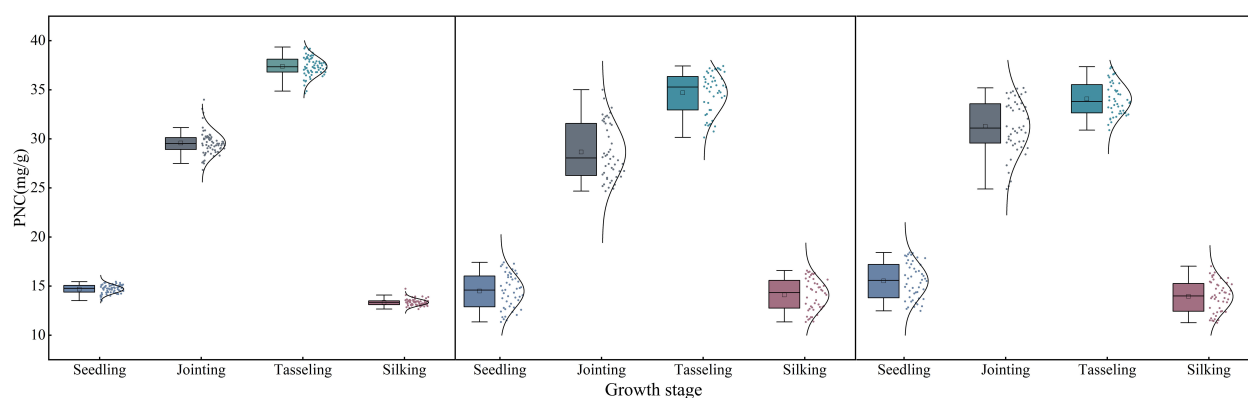 40
35
30
25
20
15
10
PNC(mg/g)
Seedling Jointing Tasseling Silking Seedling Jointing Tasseling Silking Seedling Jointing Tasseling Silking
Growth stage